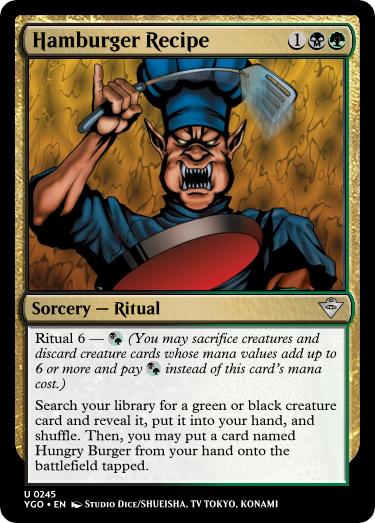 Hamburger Recipe 1
Sorcery — Ritual
Ritual 6 — (You may sacrifice creatures and
discard creature cards whose mana values add up to
6 or more and pay instead of this card's mana
cost.)
Search your library for a green or black creature
card and reveal it, put it into your hand, and
shuffle. Then, you may put a card named
Hungry Burger from your hand onto the
battlefield tapped.
U 0245
YGO • EN STUDIO DICE/SHUEISHA, TV TOKYO, KONAMI